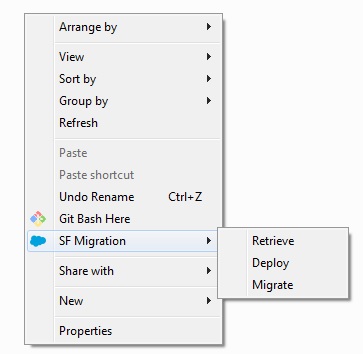 Arrange by
View
Sort by
Group by
Refresh
Paste
Paste shortcut
Undo Rename Ctrl+Z
Git Bash Here
SF Migration
Retrieve
Deploy
Migrate
Share with
New
Properties